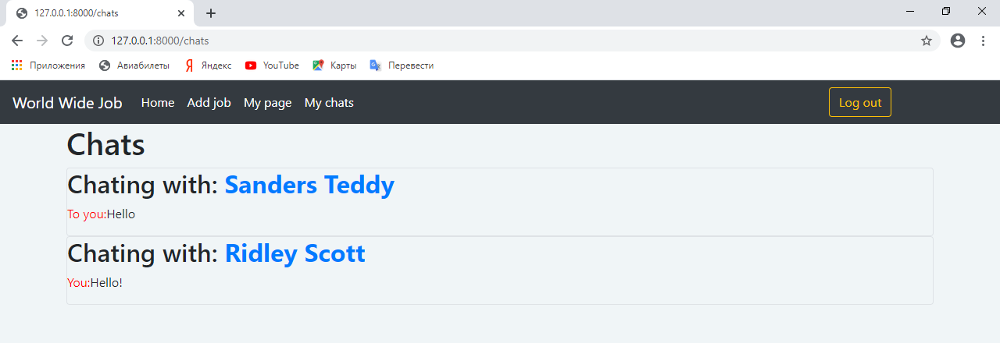 127.0.0.1:8000/chats
127.0.0.1:8000/chats
Приложения Авиабилеты Яндекс YouTube Карты Перевести
World Wide Job Home Add job My page My chats Log out
Chats
Chating with: Sanders Teddy
To you:Hello
Chating with: Ridley Scott
You:Hello!